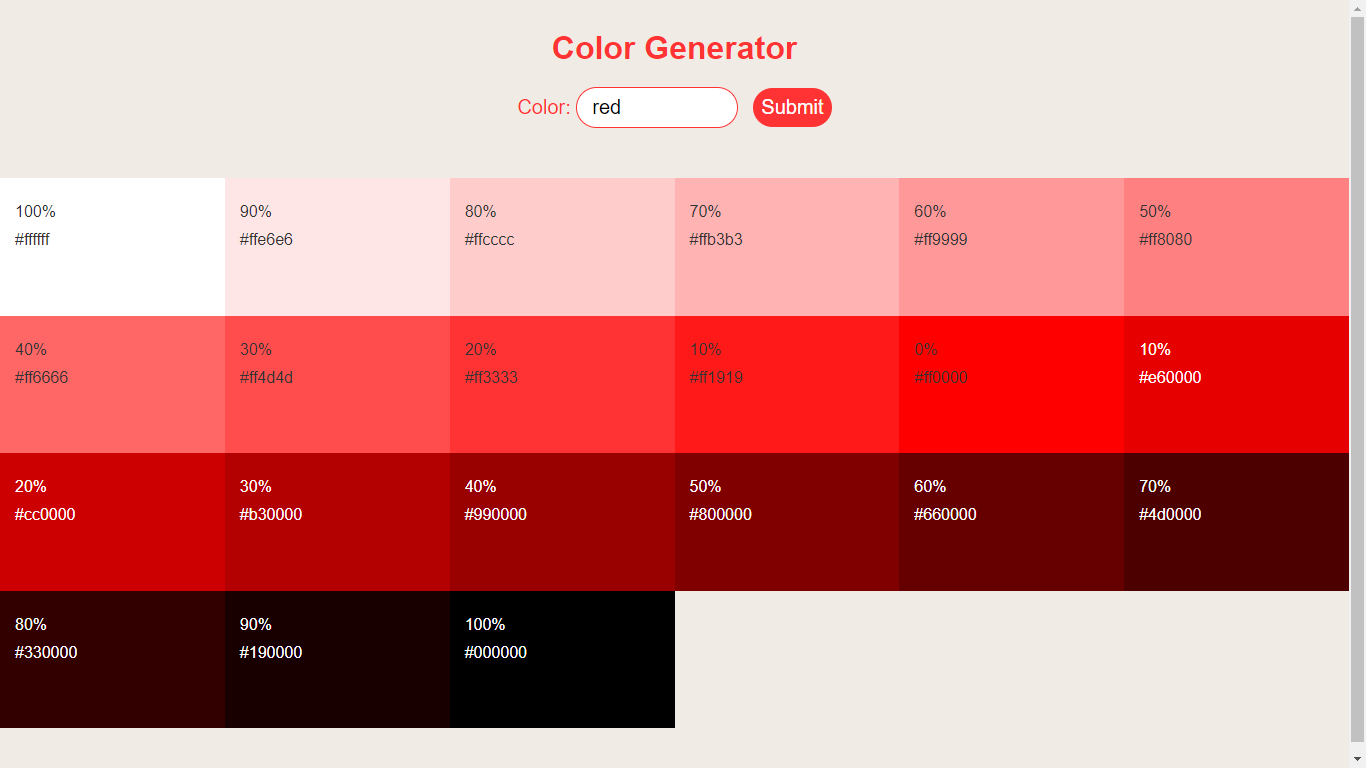 Color Generator
Color: red Submit
100%
#ffffff
90%
#ffe6e6
80%
#ffcccc
70%
#ffb3b3
60%
#ff9999
50%
#ff8080
40%
#ff6666
30%
#ff4d4d
20%
#ff3333
10%
#ff1919
0%
#ff0000
10%
#e60000
20%
#cc0000
30%
#b30000
40%
#990000
50%
#800000
60%
#660000
70%
#4d0000
80%
#330000
90%
#190000
100%
#000000